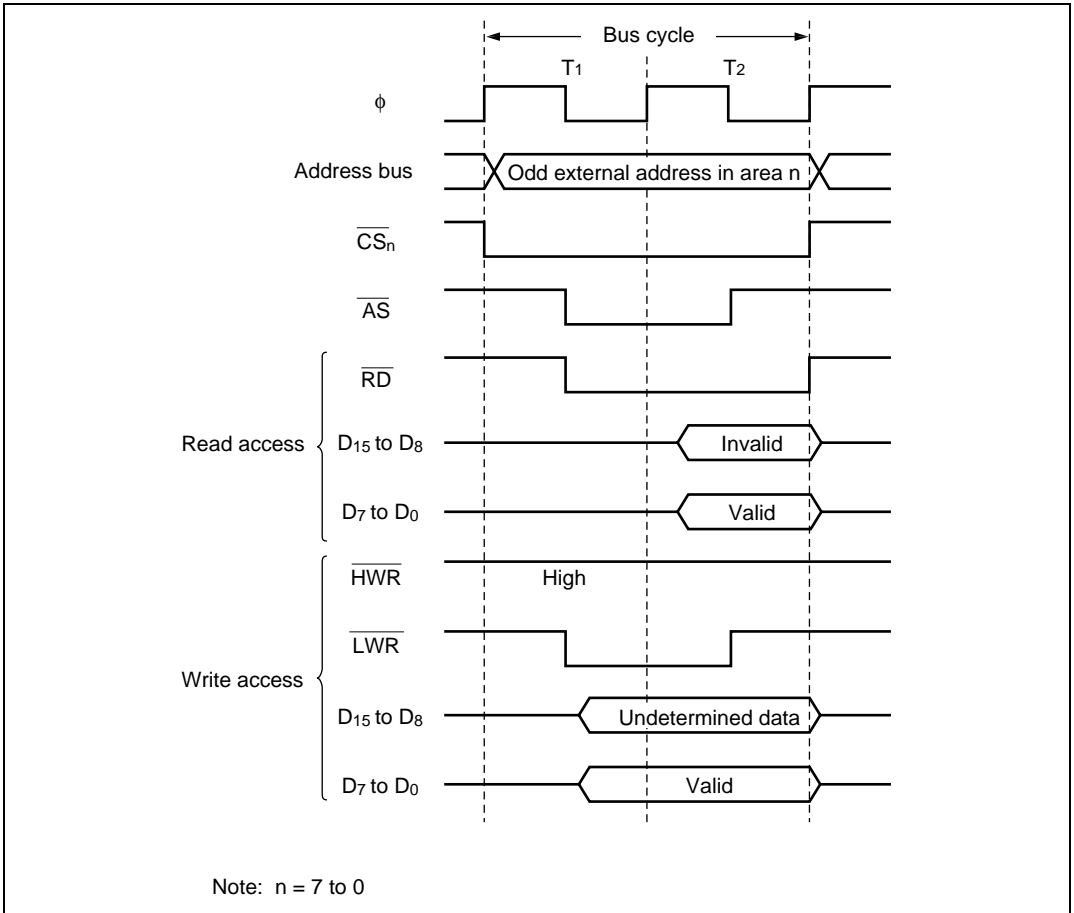 Bus cycle
T1 T2
ϕ
Address bus Odd external address in area n
CSn
AS
RD
Read access D15 to D8 Invalid
D7 to D0 Valid
HWR High
LWR
Write access
D15 to D8 Undetermined data
D7 to D0 Valid
Note: n = 7 to 0